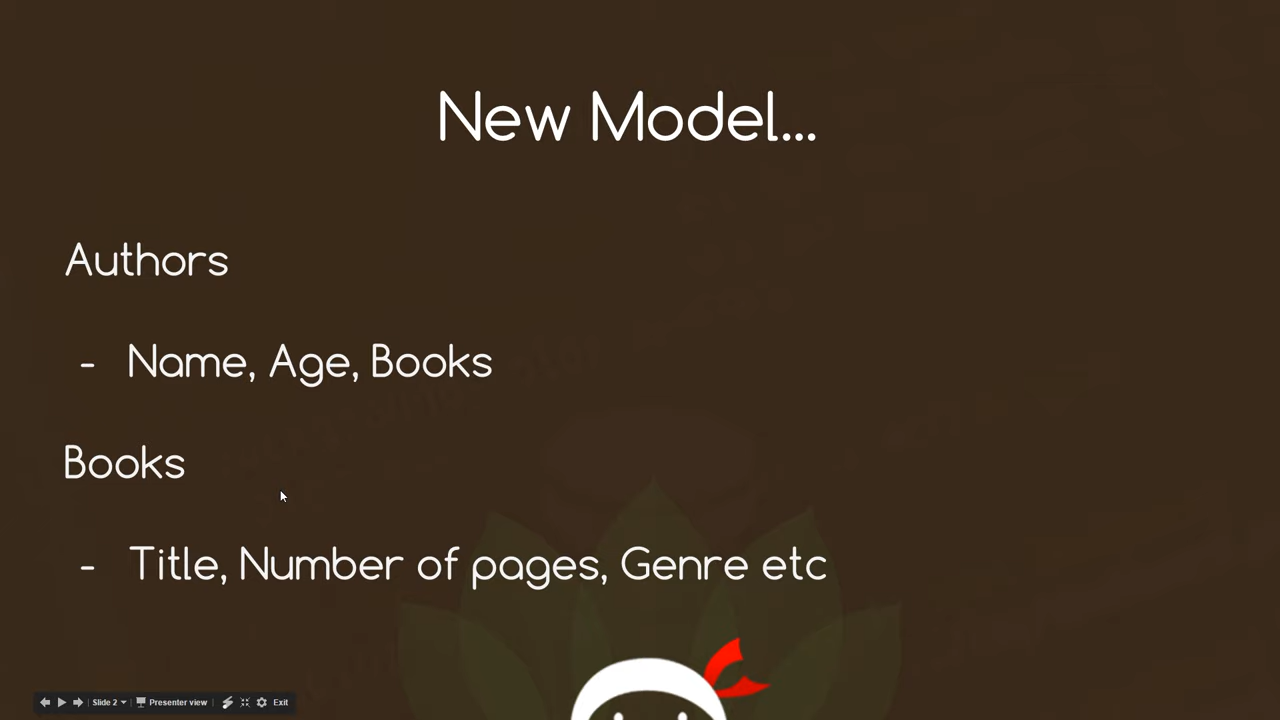 New Model...
Authors
- Name, Age, Books
Books
- Title, Number of pages, Genre etc
Slide 2 Presenter view Exit